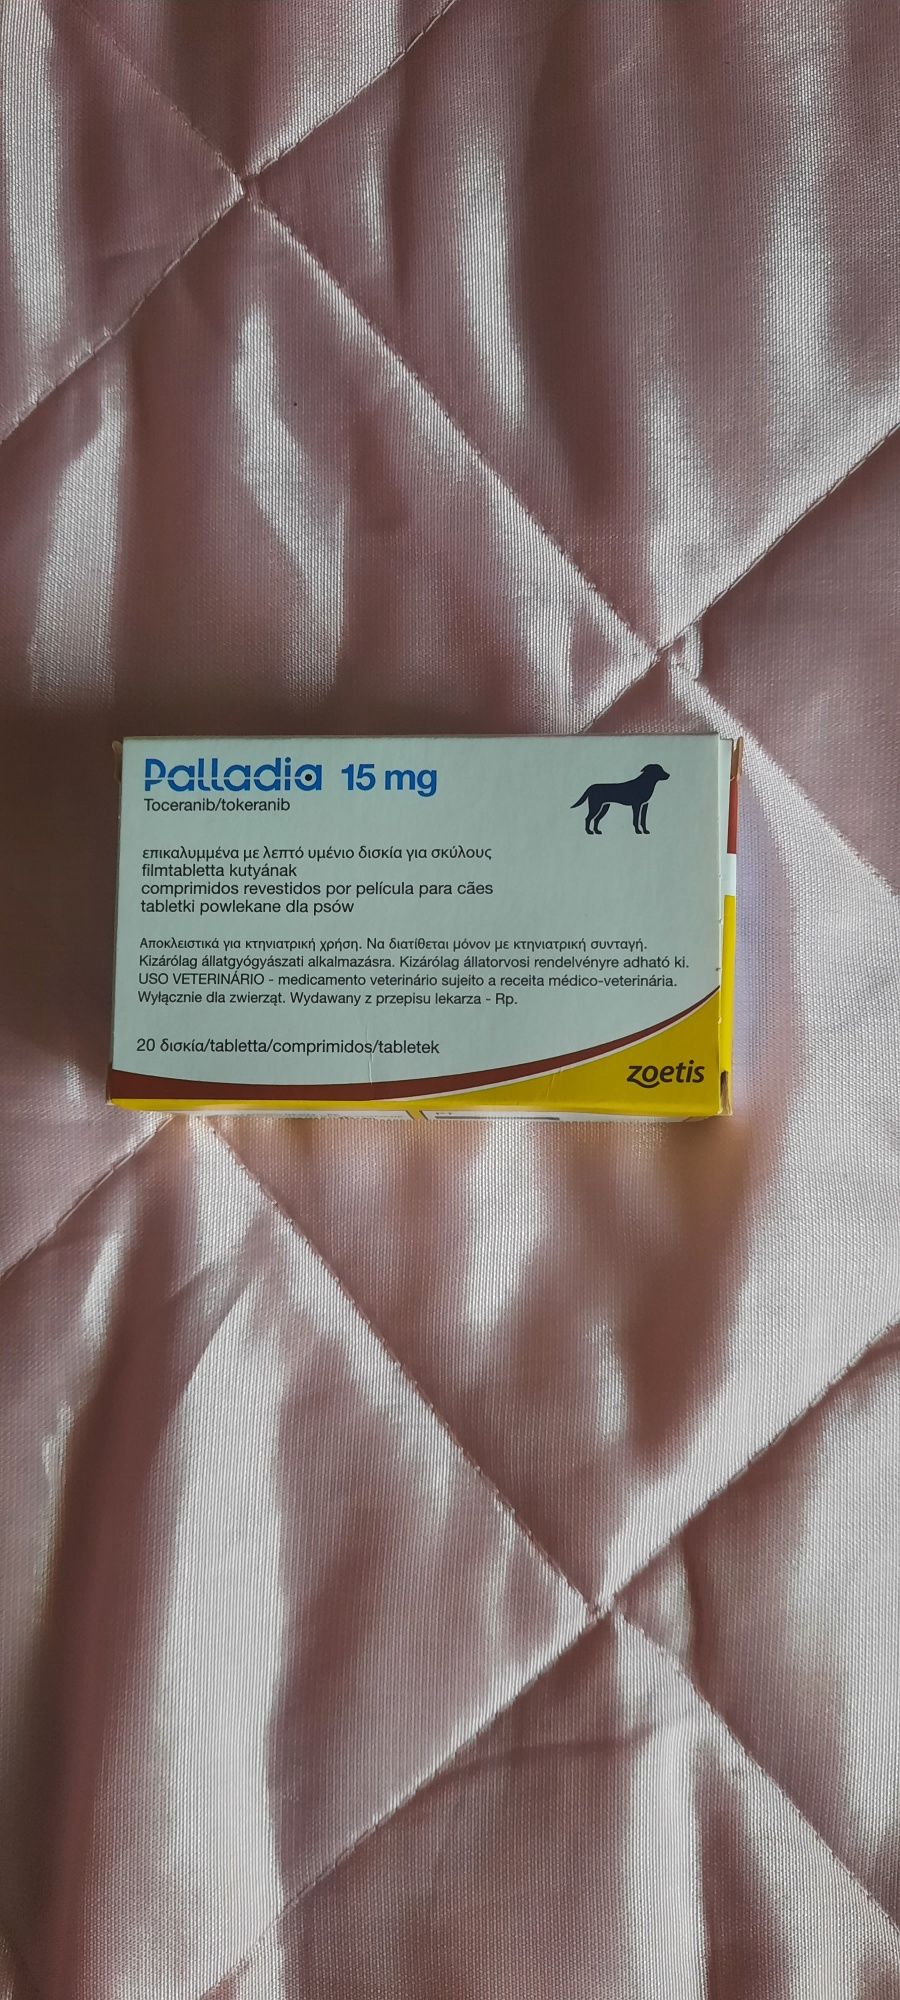 Palladia 15 mg
Toceranib/tokeranib
επικαλυμμένα με λεπτό υμένιο δισκία για σκύλους
filmtabletta kutyának
comprimidos revestidos por película para cães
tabletki powlekane dla psów
Αποκλειστικά για κτηνιατρική χρήση. Να διατίθεται μόνον με κτηνιατρική συνταγή.
Kizárólag állatgyógyászati alkalmazásra. Kizárólag állatorvosi rendelvényre adható ki.
USO VETERINÁRIO - medicamento veterinário sujeito a receita médico-veterinária.
Wyłącznie dla zwierząt. Wydawany z przepisu lekarza - Rp.
20 δισκία/tabletta/comprimidos/tabletek
zoetis